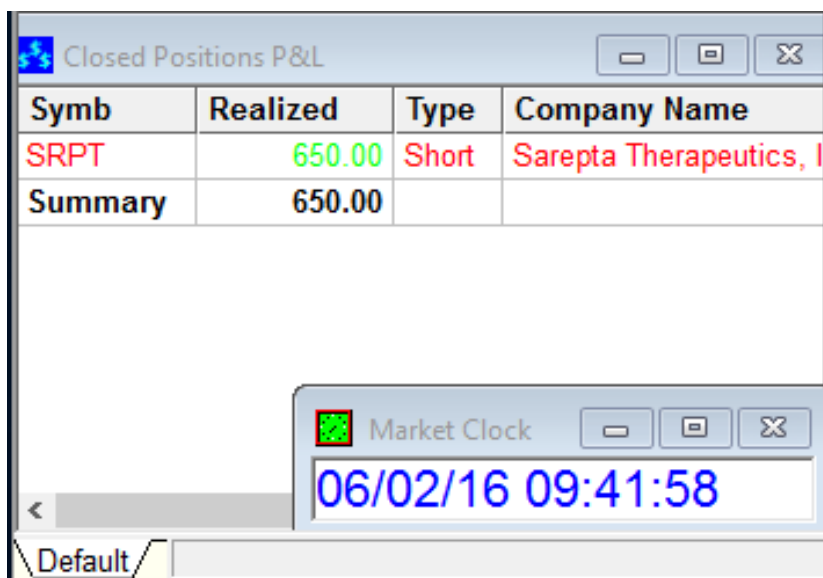 Closed Positions P&L
Symb Realized Type Company Name
SRPT 650.00 Short Sarepta Therapeutics,
Summary 650.00
Market Clock
06/02/16 09:41:58
Default